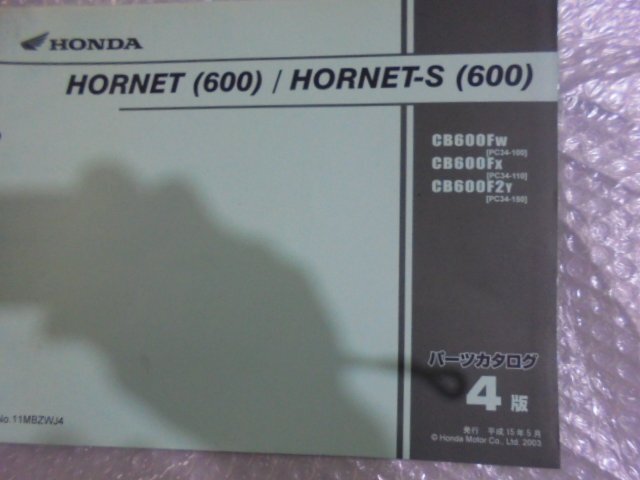 HONDA
HORNET (600) / HORNET-S (600)
CB600FW
[PC34-100]
CB600FX
[PC34-110]
CB600F2Y
[PC34-150]
パーツカタログ
4版
発行 平成15年5月
© Honda Motor Co., Ltd. 2003
No.11MBZWJ4